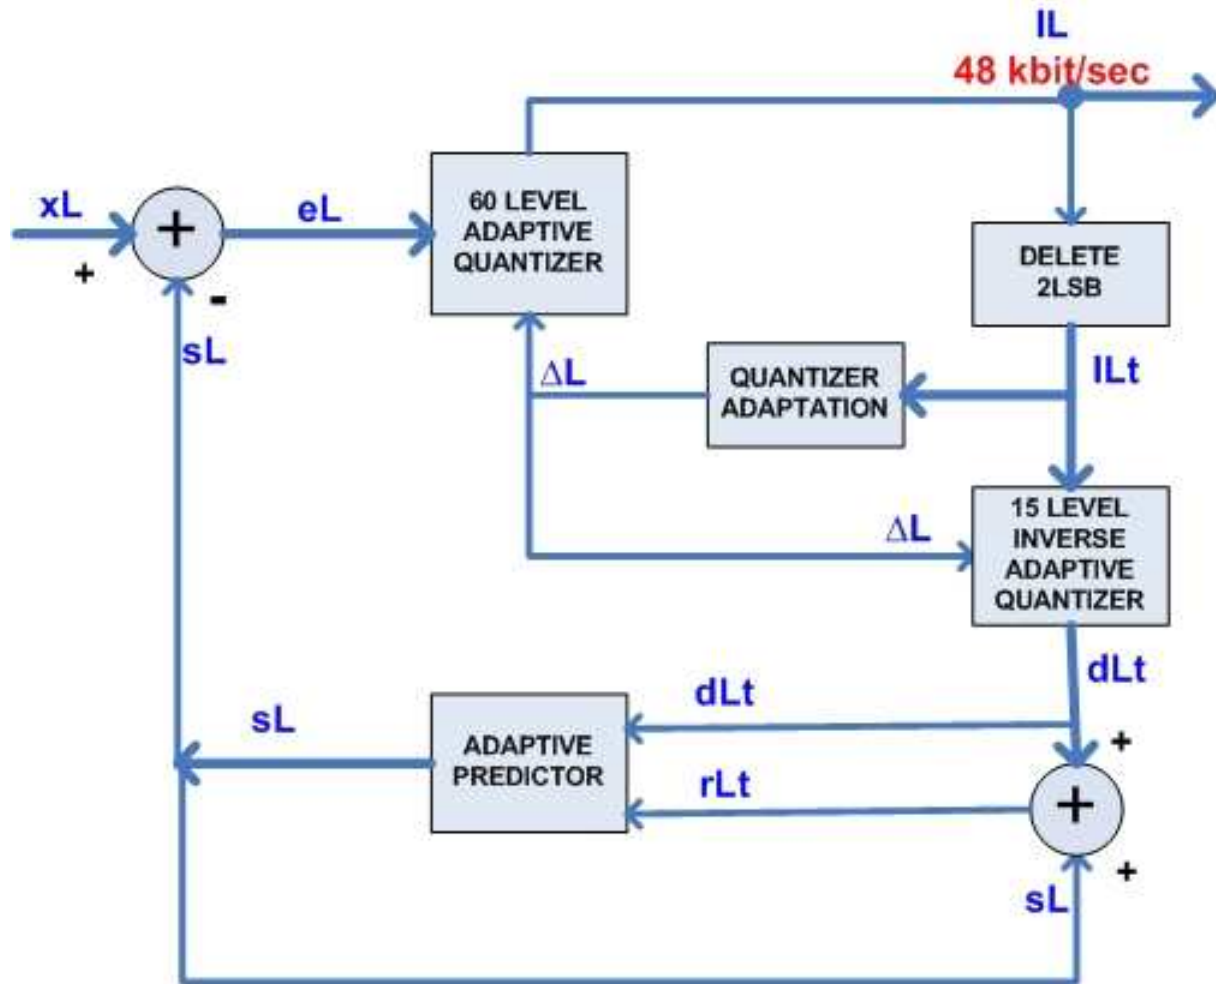 IL
48 kbit/sec
xL
+
+
eL
60 LEVEL
ADAPTIVE
QUANTIZER
DELETE
2LSB
-
sL
ΔL
QUANTIZER
ADAPTATION
ILt
ΔL
15 LEVEL
INVERSE
ADAPTIVE
QUANTIZER
dLt
sL
ADAPTIVE
PREDICTOR
dLt
+
rLt
+
+
sL